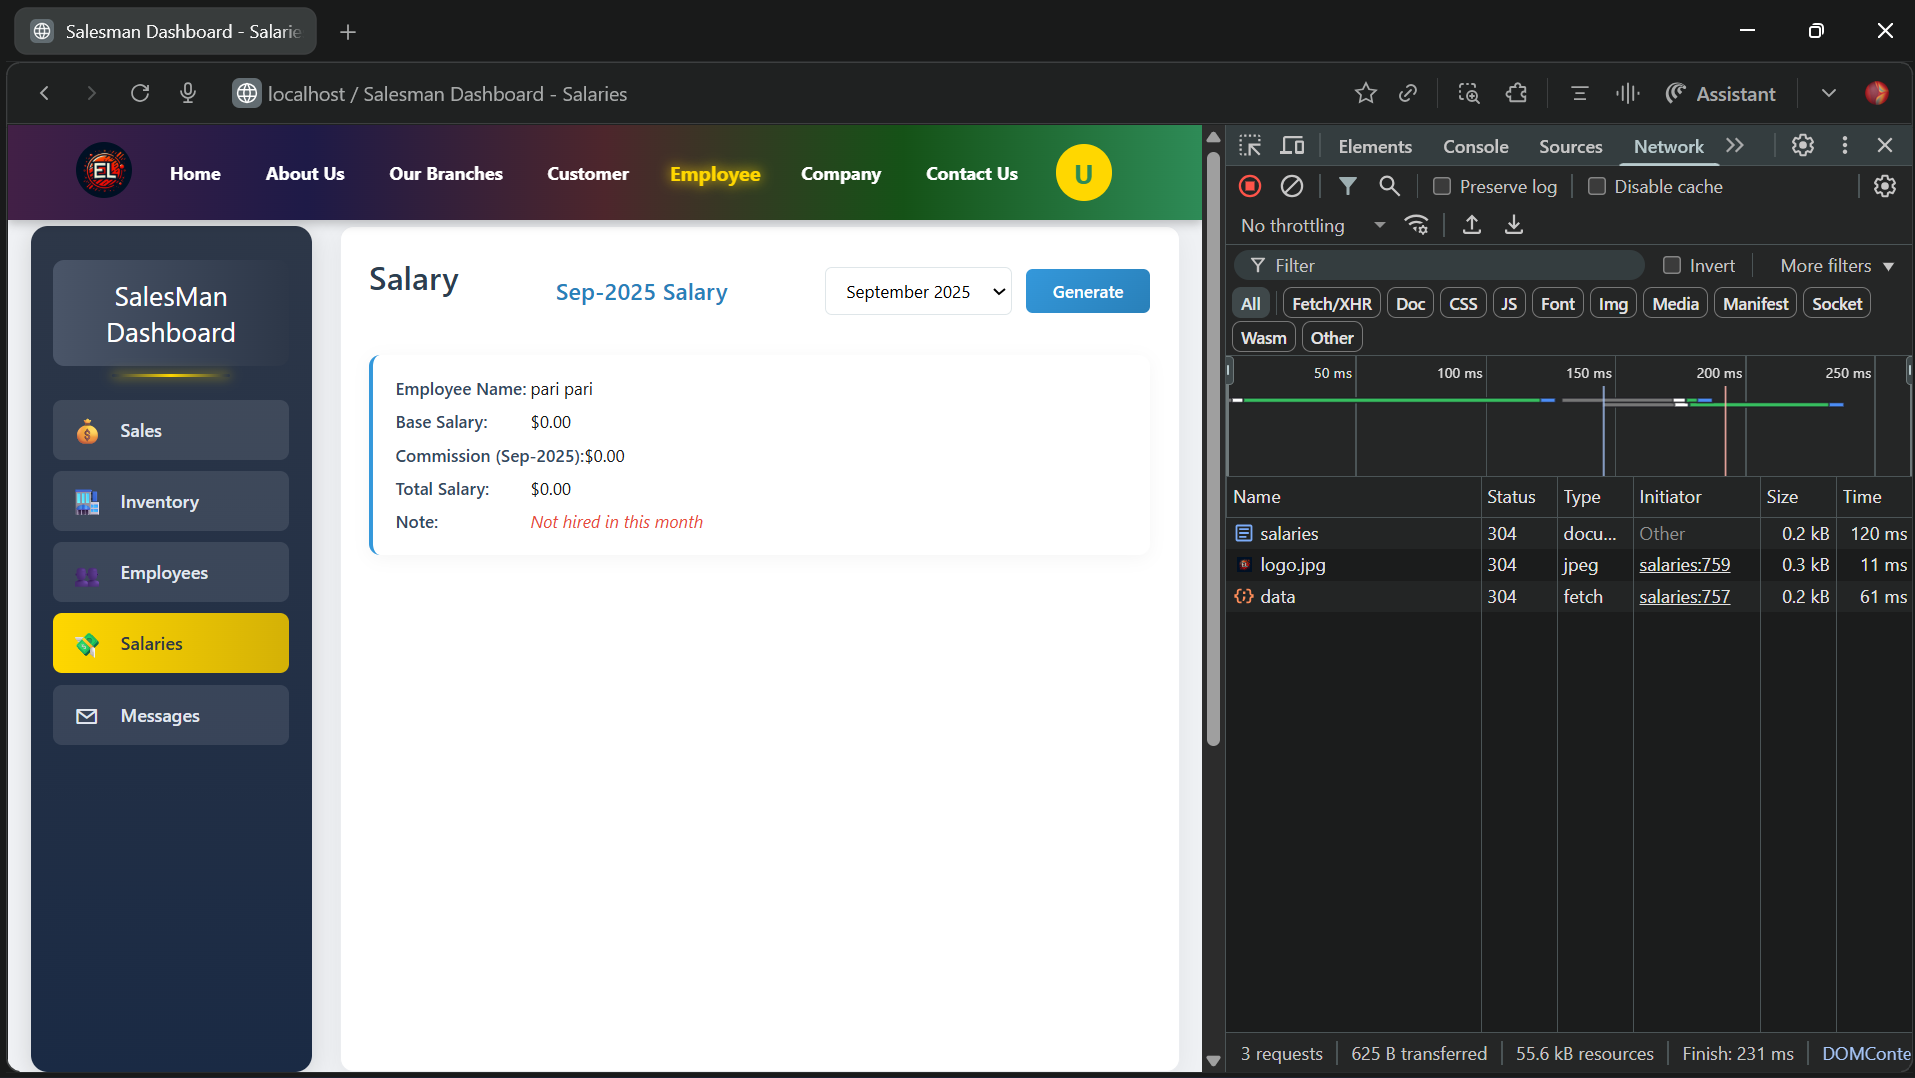 Salesman Dashboard - Salarie
localhost / Salesman Dashboard - Salaries
Assistant
EL
Home
About Us
Our Branches
Customer
Employee
Company
Contact Us
U
SalesMan
Dashboard
Sales
Inventory
Employees
Salaries
Messages
Salary
Sep-2025 Salary
September 2025
Generate
Employee Name: pari pari
Base Salary: $0.00
Commission (Sep-2025):$0.00
Total Salary: $0.00
Note: Not hired in this month
Elements
Console
Sources
Network
Preserve log
Disable cache
No throttling
Filter
Invert
More filters
All
Fetch/XHR
Doc
CSS
JS
Font
Img
Media
Manifest
Socket
Wasm
Other
50 ms
100 ms
150 ms
200 ms
250 ms
Name Status Type Initiator Size Time
salaries 304 docu... Other 0.2 kB 120 ms
logo.jpg 304 jpeg salaries:759 0.3 kB 11 ms
data 304 fetch salaries:757 0.2 kB 61 ms
3 requests
625 B transferred
55.6 kB resources
Finish: 231 ms
DOMConte